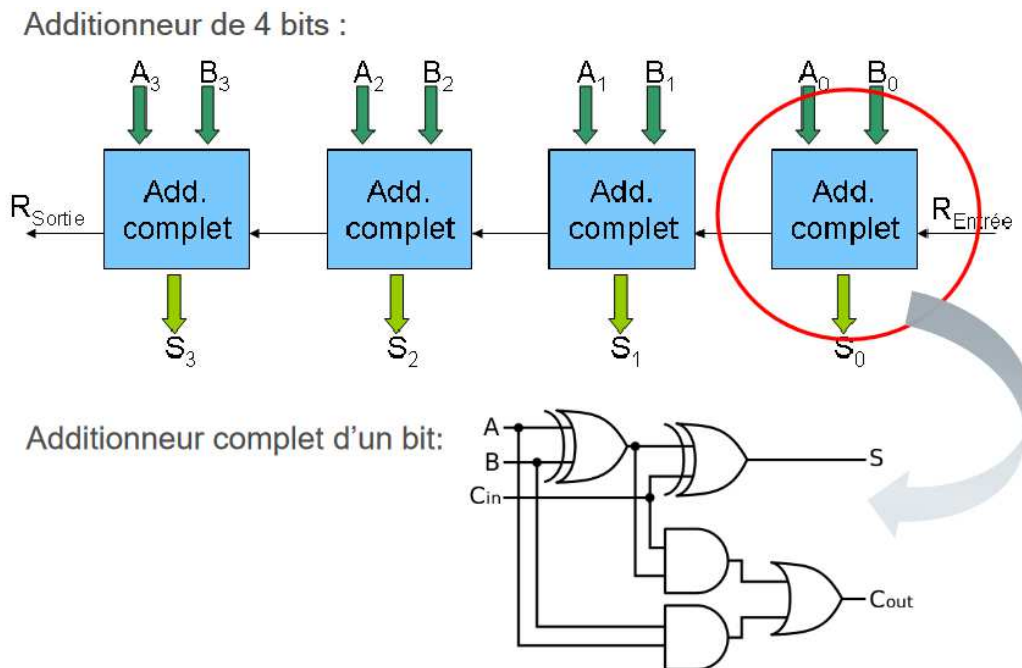 Additionneur de 4 bits :
A3 B3 A2 B2 A1 B1 A0 B0
Add. complet
Add. complet
Add. complet
Add. complet
RSortie
REntrée
S3 S2 S1 S0
Additionneur complet d'un bit:
A
B
Cin
S
Cout